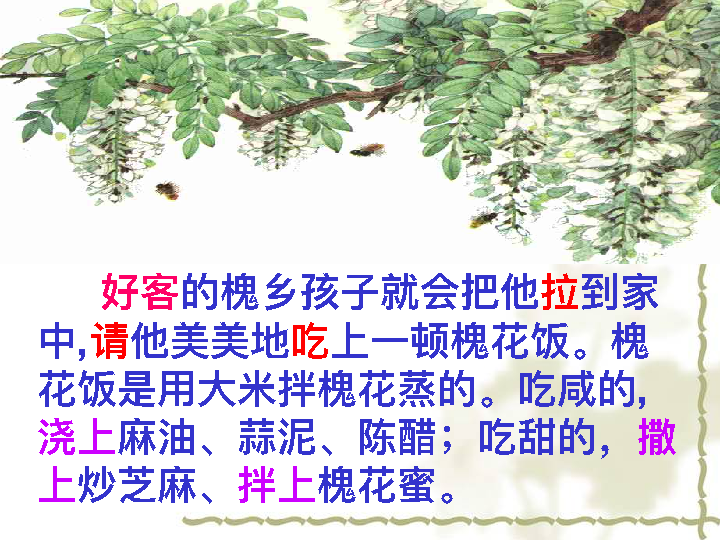 好客的槐乡孩子就会把他拉到家
中,请他美美地吃上一顿槐花饭。槐
花饭是用大米拌槐花蒸的。吃咸的,
浇上麻油、蒜泥、陈醋；吃甜的，撒
上炒芝麻、拌上槐花蜜。